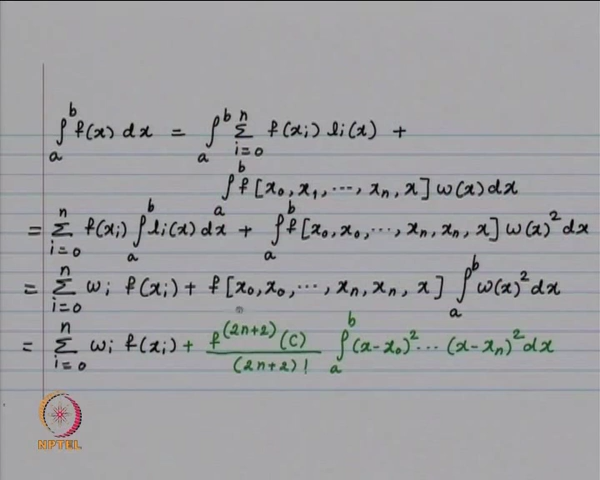 ∫_a^b f(x) dx = ∫_a^b Σ_{i=0}^n f(x_i) l_i(x) +
∫_a^b f[x_0, x_1, ⋯, x_n, x] ω(x) dx
= Σ_{i=0}^n f(x_i) ∫_a^b l_i(x) dx + ∫_a^b f[x_0, x_0, ⋯, x_n, x_n, x] ω(x)^2 dx
= Σ_{i=0}^n ω_i f(x_i) + f[x_0, x_0, ⋯, x_n, x_n, x] ∫_a^b ω(x)^2 dx
= Σ_{i=0}^n ω_i f(x_i) + f^{(2n+2)}(c) / (2n+2)! ∫_a^b (x-x_0)^2 ⋯ (x-x_n)^2 dx
NPTEL